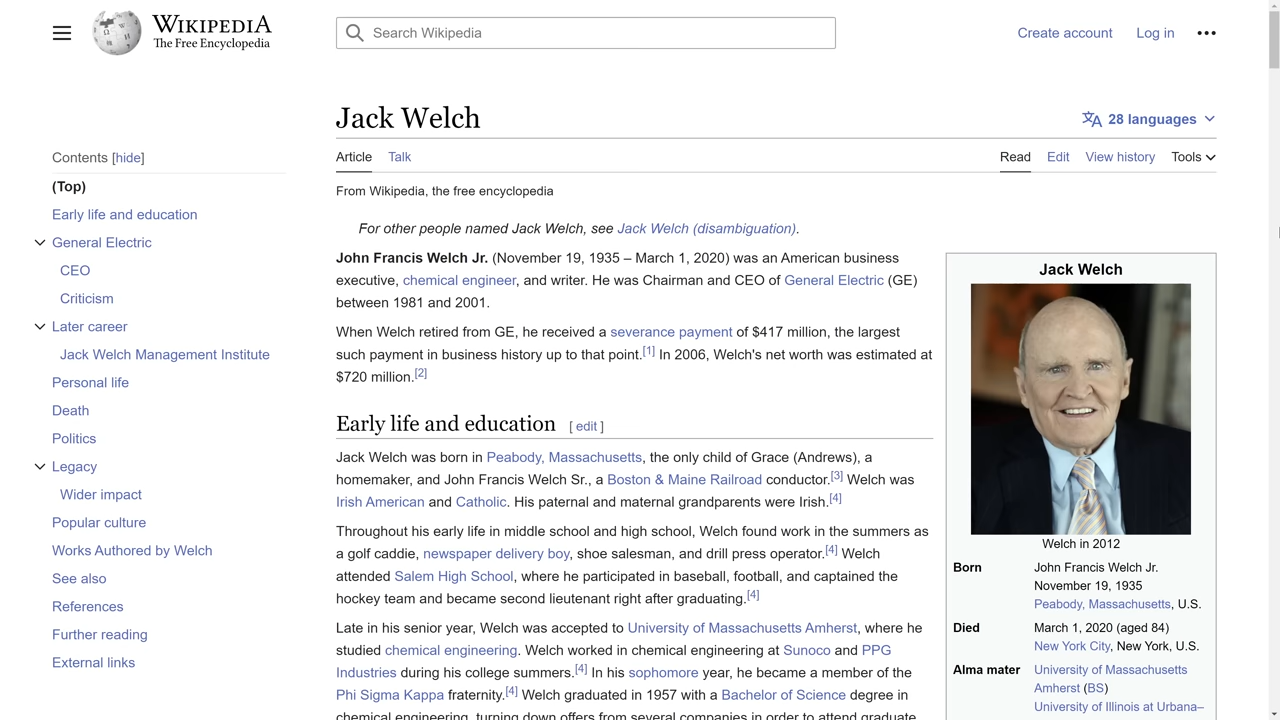 WIKIPEDIA
The Free Encyclopedia
Search Wikipedia
Create account
Log in
Jack Welch
28 languages
Article
Talk
Read
Edit
View history
Tools
Contents [hide]
(Top)
Early life and education
General Electric
CEO
Criticism
Later career
Jack Welch Management Institute
Personal life
Death
Politics
Legacy
Wider impact
Popular culture
Works Authored by Welch
See also
References
Further reading
External links
From Wikipedia, the free encyclopedia
For other people named Jack Welch, see Jack Welch (disambiguation).
John Francis Welch Jr. (November 19, 1935 – March 1, 2020) was an American business
executive, chemical engineer, and writer. He was Chairman and CEO of General Electric (GE)
between 1981 and 2001.
When Welch retired from GE, he received a severance payment of $417 million, the largest
such payment in business history up to that point.[1] In 2006, Welch's net worth was estimated at
$720 million.[2]
Early life and education [ edit ]
Jack Welch was born in Peabody, Massachusetts, the only child of Grace (Andrews), a
homemaker, and John Francis Welch Sr., a Boston & Maine Railroad conductor.[3] Welch was
Irish American and Catholic. His paternal and maternal grandparents were Irish.[4]
Throughout his early life in middle school and high school, Welch found work in the summers as
a golf caddie, newspaper delivery boy, shoe salesman, and drill press operator.[4] Welch
attended Salem High School, where he participated in baseball, football, and captained the
hockey team and became second lieutenant right after graduating.[4]
Late in his senior year, Welch was accepted to University of Massachusetts Amherst, where he
studied chemical engineering. Welch worked in chemical engineering at Sunoco and PPG
Industries during his college summers.[4] In his sophomore year, he became a member of the
Phi Sigma Kappa fraternity.[4] Welch graduated in 1957 with a Bachelor of Science degree in
chemical engineering, turning down offers from several companies in order to attend graduate
Jack Welch
Welch in 2012
Born John Francis Welch Jr.
November 19, 1935
Peabody, Massachusetts, U.S.
Died March 1, 2020 (aged 84)
New York City, New York, U.S.
Alma mater University of Massachusetts
Amherst (BS)
University of Illinois at Urbana–